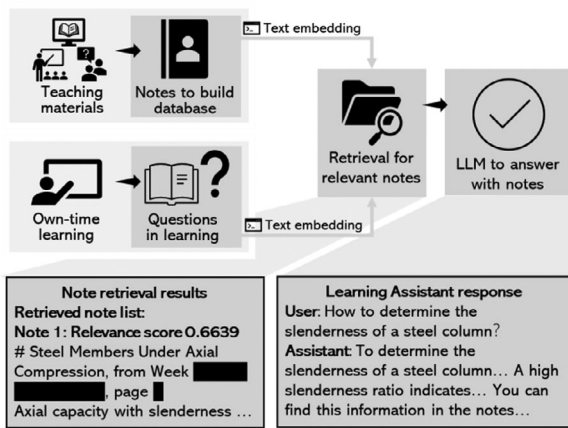 Text embedding
Teaching
materials
Notes to build
database
Retrieval for
relevant notes
LLM to answer
with notes
Own-time
learning
Questions
in learning
Text embedding
Note retrieval results
Retrieved note list:
Note 1: Relevance score 0.6639
# Steel Members Under Axial
Compression, from Week
, page
Axial capacity with slenderness ...
Learning Assistant response
User: How to determine the
slenderness of a steel column?
Assistant: To determine the
slenderness of a steel column... A high
slenderness ratio indicates... You can
find this information in the notes...